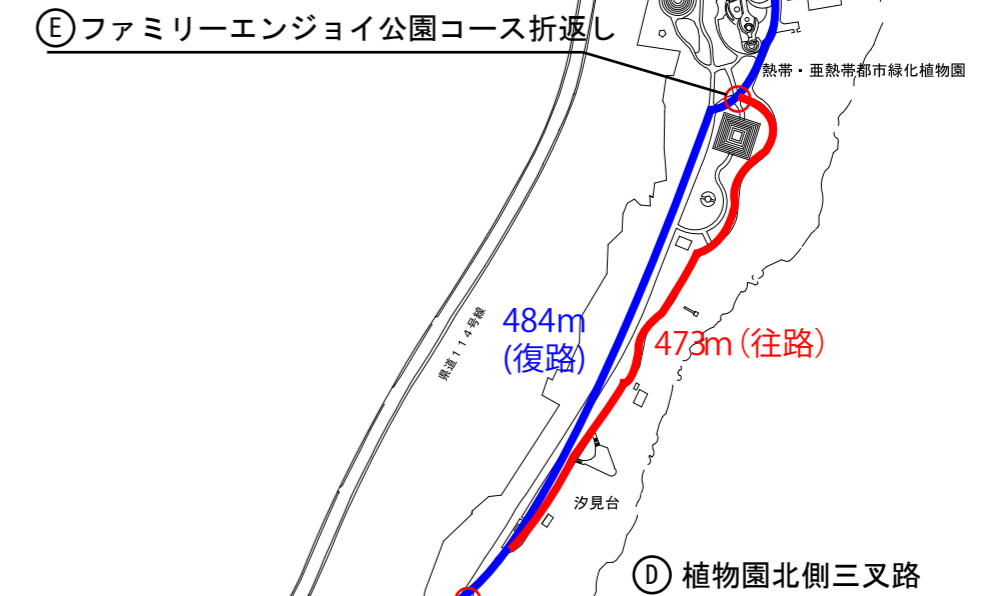 Ⓔファミリーエンジョイ公園コース折返し
熱帯・亜熱帯都市緑化植物園
県道114号線
484m
(復路)
473m(往路)
汐見台
Ⓓ 植物園北側三叉路